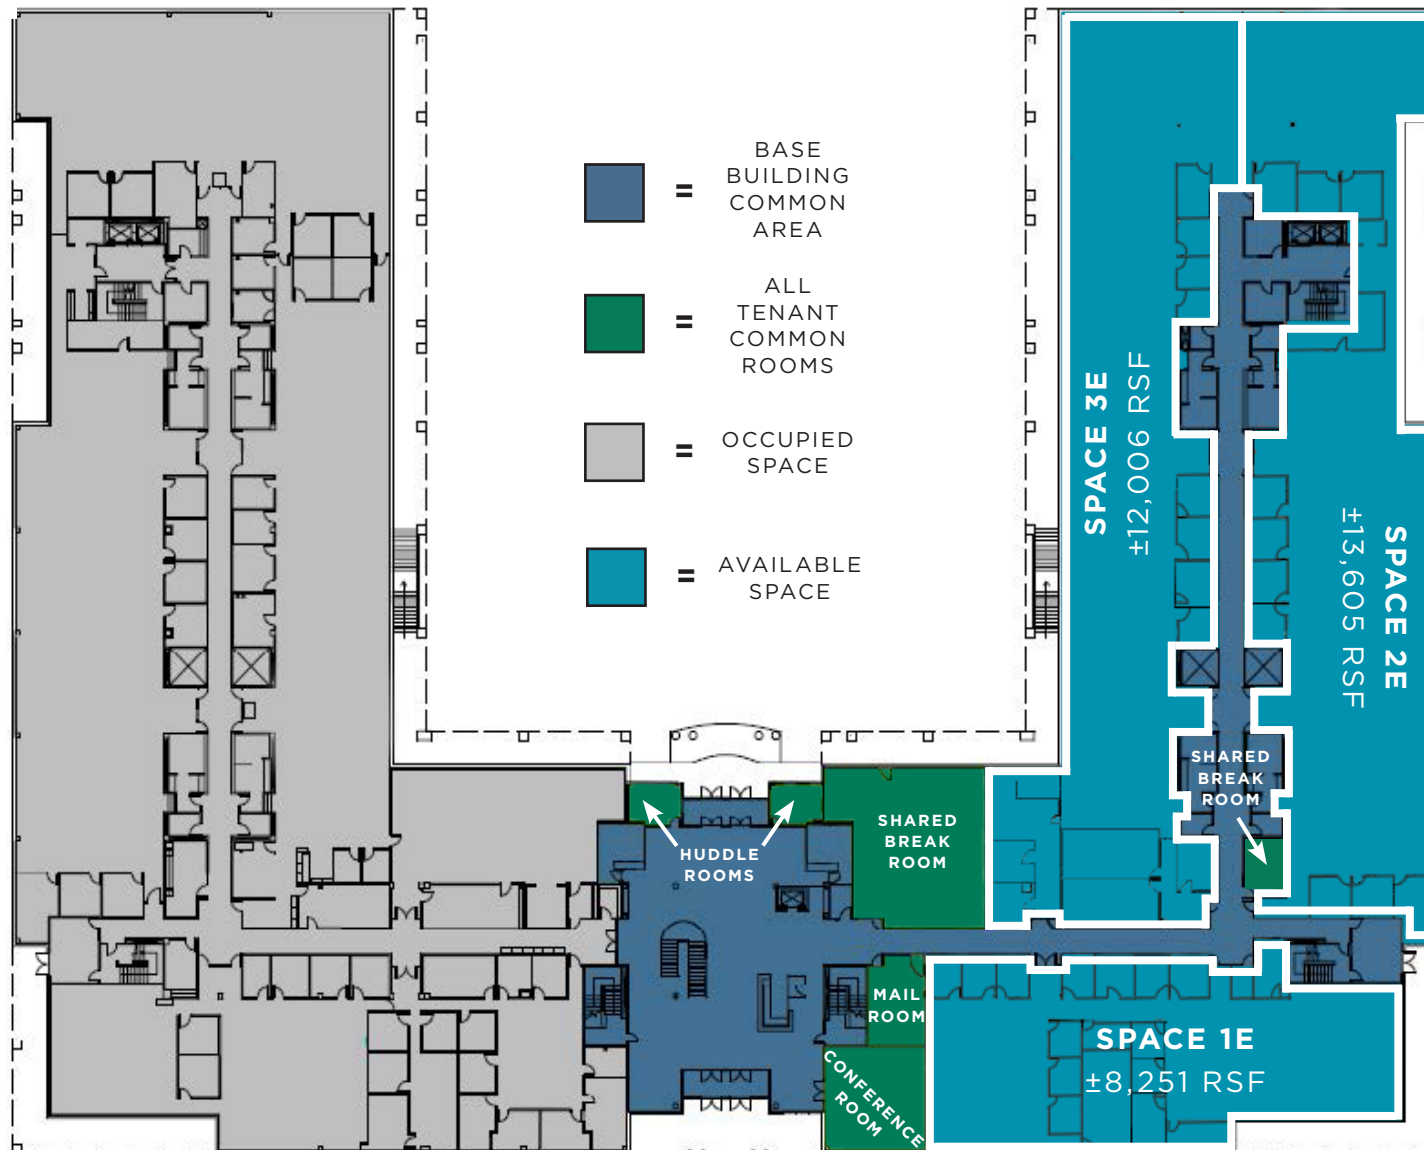 =
BASE
BUILDING
COMMON
AREA
=
ALL
TENANT
COMMON
ROOMS
=
OCCUPIED
SPACE
=
AVAILABLE
SPACE
SPACE 3E
±12,006 RSF
SPACE 2E
±13,605 RSF
SHARED
BREAK
ROOM
HUDDLE
ROOMS
SHARED
BREAK
ROOM
MAIL
ROOM
CONFERENCE
ROOM
SPACE 1E
±8,251 RSF